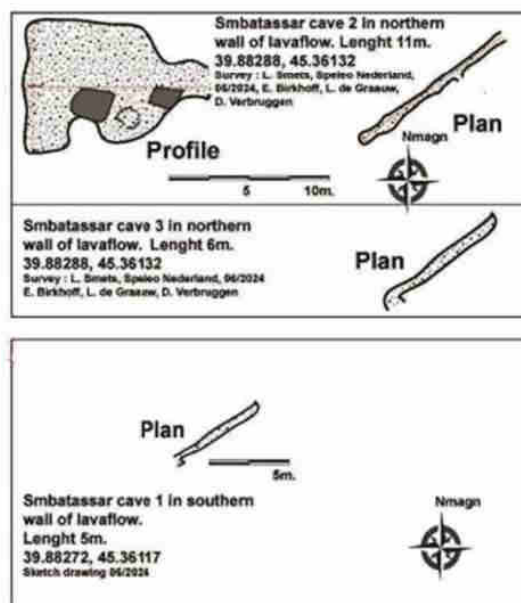 Smbatassar cave 2 in northern
wall of lavaflow. Lenght 11m.
39.88288, 45.36132
Survey : L. Smets, Speleo Nederland,
06/2024, E. Birkhoff, L. de Graauw,
D. Verbruggen
Profile
Plan
Nmagn
5 10m.
Smbatassar cave 3 in northern
wall of lavaflow. Lenght 6m.
39.88288, 45.36132
Survey : L. Smets, Speleo Nederland, 06/2024
E. Birkhoff, L. de Graauw, D. Verbruggen
Plan
Plan
5m.
Smbatassar cave 1 in southern
wall of lavaflow.
Lenght 5m.
39.88272, 45.36117
Sketch drawing 06/2024
Nmagn